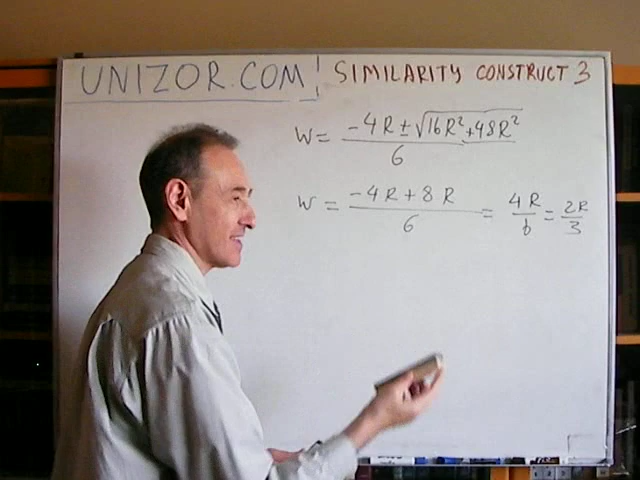 UNIZOR.COM SIMILARITY CONSTRUCT 3
W = (-4R ± √(16R² + 48R²)) / 6
W = (-4R + 8R) / 6 = 4R / 6 = 2R / 3